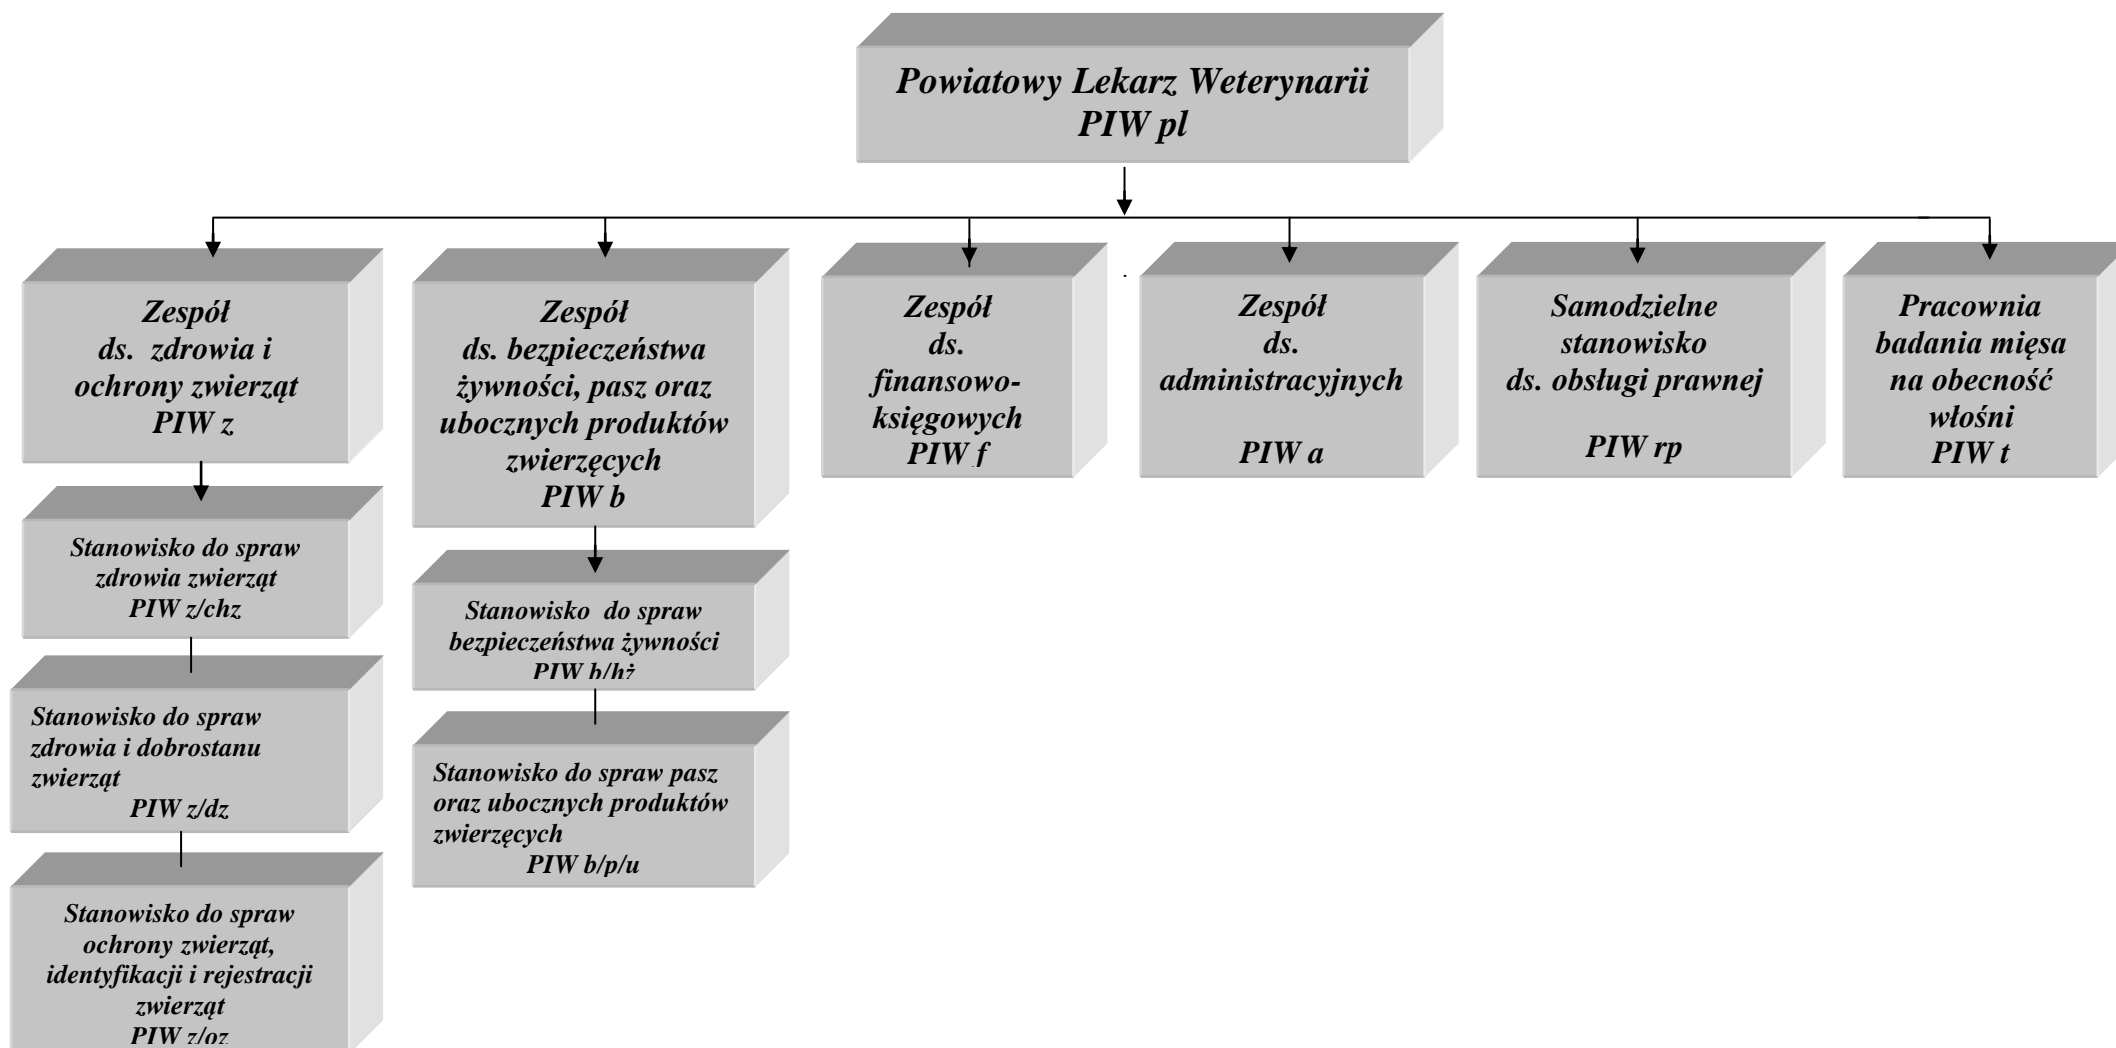 Powiatowy Lekarz Weterynarii
PIW pl
Zespół
ds. zdrowia i
ochrony zwierząt
PIW z
Zespół
ds. bezpieczeństwa
żywności, pasz oraz
ubocznych produktów
zwierzęcych
PIW b
Zespół
ds.
finansowo-
księgowych
PIW f
Zespół
ds.
administracyjnych
PIW a
Samodzielne
stanowisko
ds. obsługi prawnej
PIW rp
Pracownia
badania mięsa
na obecność
włośni
PIW t
Stanowisko do spraw
zdrowia zwierząt
PIW z/chz
Stanowisko do spraw
zdrowia i dobrostanu
zwierząt
PIW z/dz
Stanowisko do spraw
ochrony zwierząt,
identyfikacji i rejestracji
zwierząt
PIW z/oz
Stanowisko do spraw
bezpieczeństwa żywności
PIW b/hż
Stanowisko do spraw pasz
oraz ubocznych produktów
zwierzęcych
PIW b/p/u